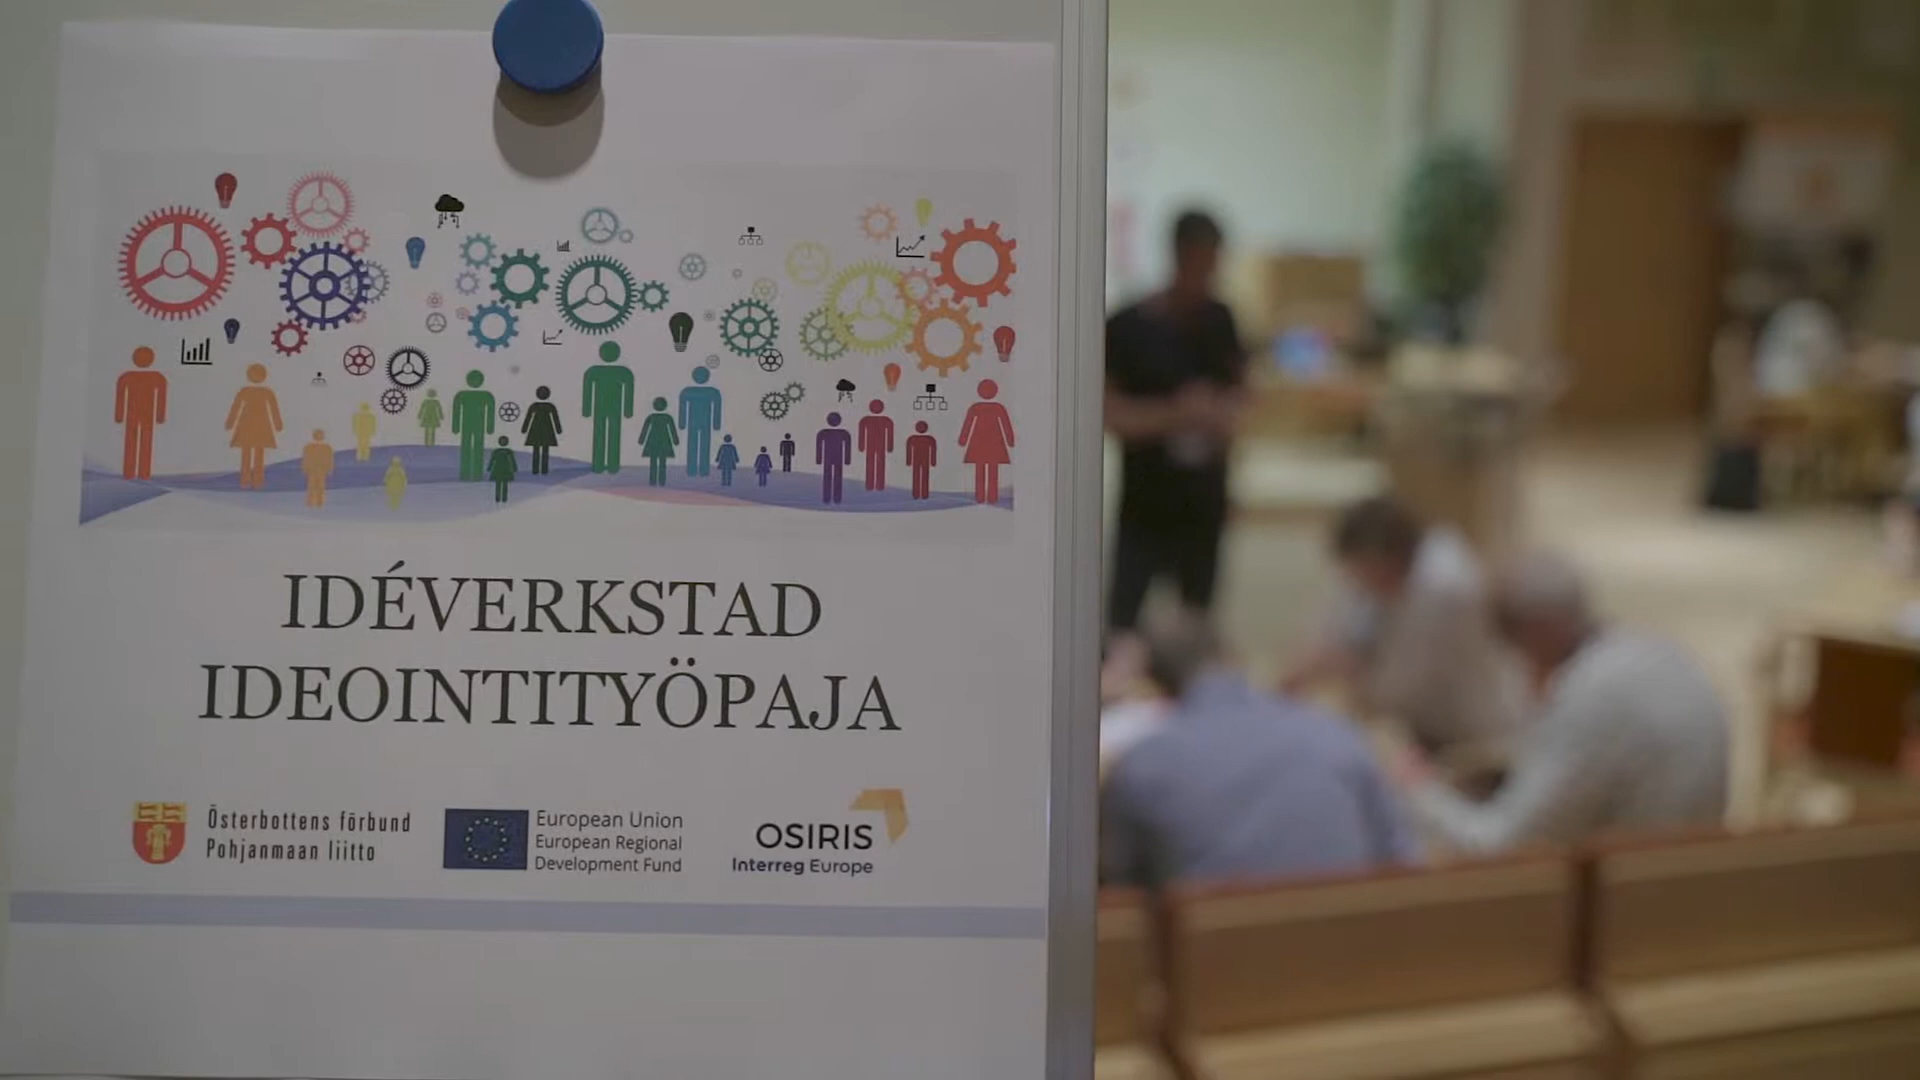 IDÉVERKSTAD
IDEOINTITYÖPAJA
Österbottens förbund
Pohjanmaan liitto
European Union
European Regional
Development Fund
OSIRIS
Interreg Europe